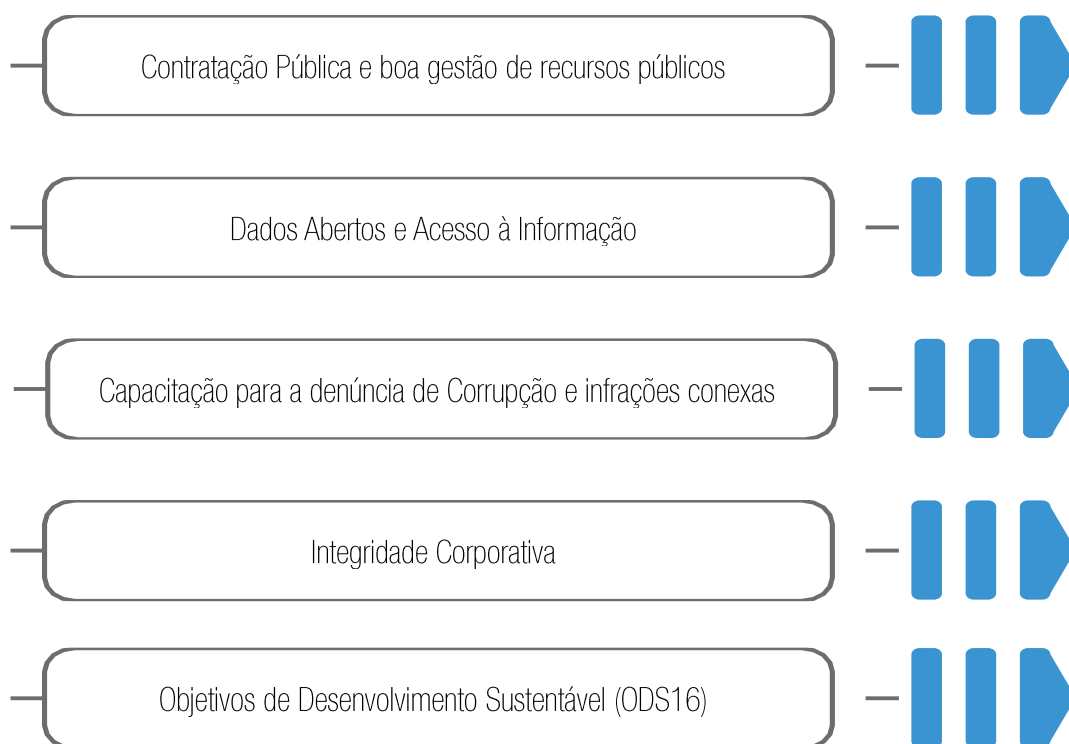 Contratação Pública e boa gestão de recursos públicos
Dados Abertos e Acesso à Informação
Capacitação para a denúncia de Corrupção e infrações conexas
Integridade Corporativa
Objetivos de Desenvolvimento Sustentável (ODS16)